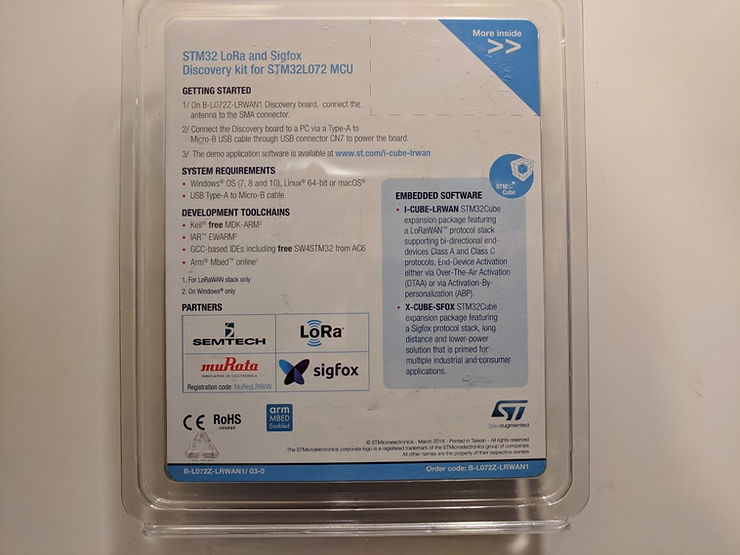 More inside
>>
STM32 LoRa and Sigfox
Discovery kit for STM32L072 MCU
GETTING STARTED
1/ On B-L072Z-LRWAN1 Discovery board, connect the
antenna to the SMA connector.
2/ Connect the Discovery board to a PC via a Type-A to
Micro-B USB cable through USB connector CN7 to power the board.
3/ The demo application software is available at www.st.com/i-cube-lrwan
SYSTEM REQUIREMENTS
• Windows® OS (7, 8 and 10), Linux® 64-bit or macOS®
• USB Type-A to Micro-B cable
DEVELOPMENT TOOLCHAINS
• Keil® free MDK-ARM²
• IAR™ EWARM²
• GCC-based IDEs including free SW4STM32 from AC6
• Arm® Mbed™ online¹
1. For LoRaWAN stack only
2. On Windows® only
PARTNERS
SEMTECH
LoRa®
muRata
INNOVATOR IN ELECTRONICS
Registration code: MuRegLRWAN
sigfox
STM32
Cube
EMBEDDED SOFTWARE
• I-CUBE-LRWAN STM32Cube
expansion package featuring
a LoRaWAN™ protocol stack
supporting bi-directional end-
devices Class A and Class C
protocols, End-Device Activation
either via Over-The-Air Activation
(OTAA) or via Activation-By-
personalization (ABP).
• X-CUBE-SFOX STM32Cube
expansion package featuring
a Sigfox protocol stack, long
distance and lower-power
solution that is primed for
multiple industrial and consumer
applications.
CE
RoHS
compliant
arm
MBED
Enabled
ST
life.augmented
© STMicroelectronics - March 2018 - Printed in Taiwan - All rights reserved
The STMicroelectronics corporate logo is a registered trademark of the STMicroelectronics group of companies
All other names are the property of their respective owners
B-L072Z-LRWAN1/ 03-0
Order code: B-L072Z-LRWAN1